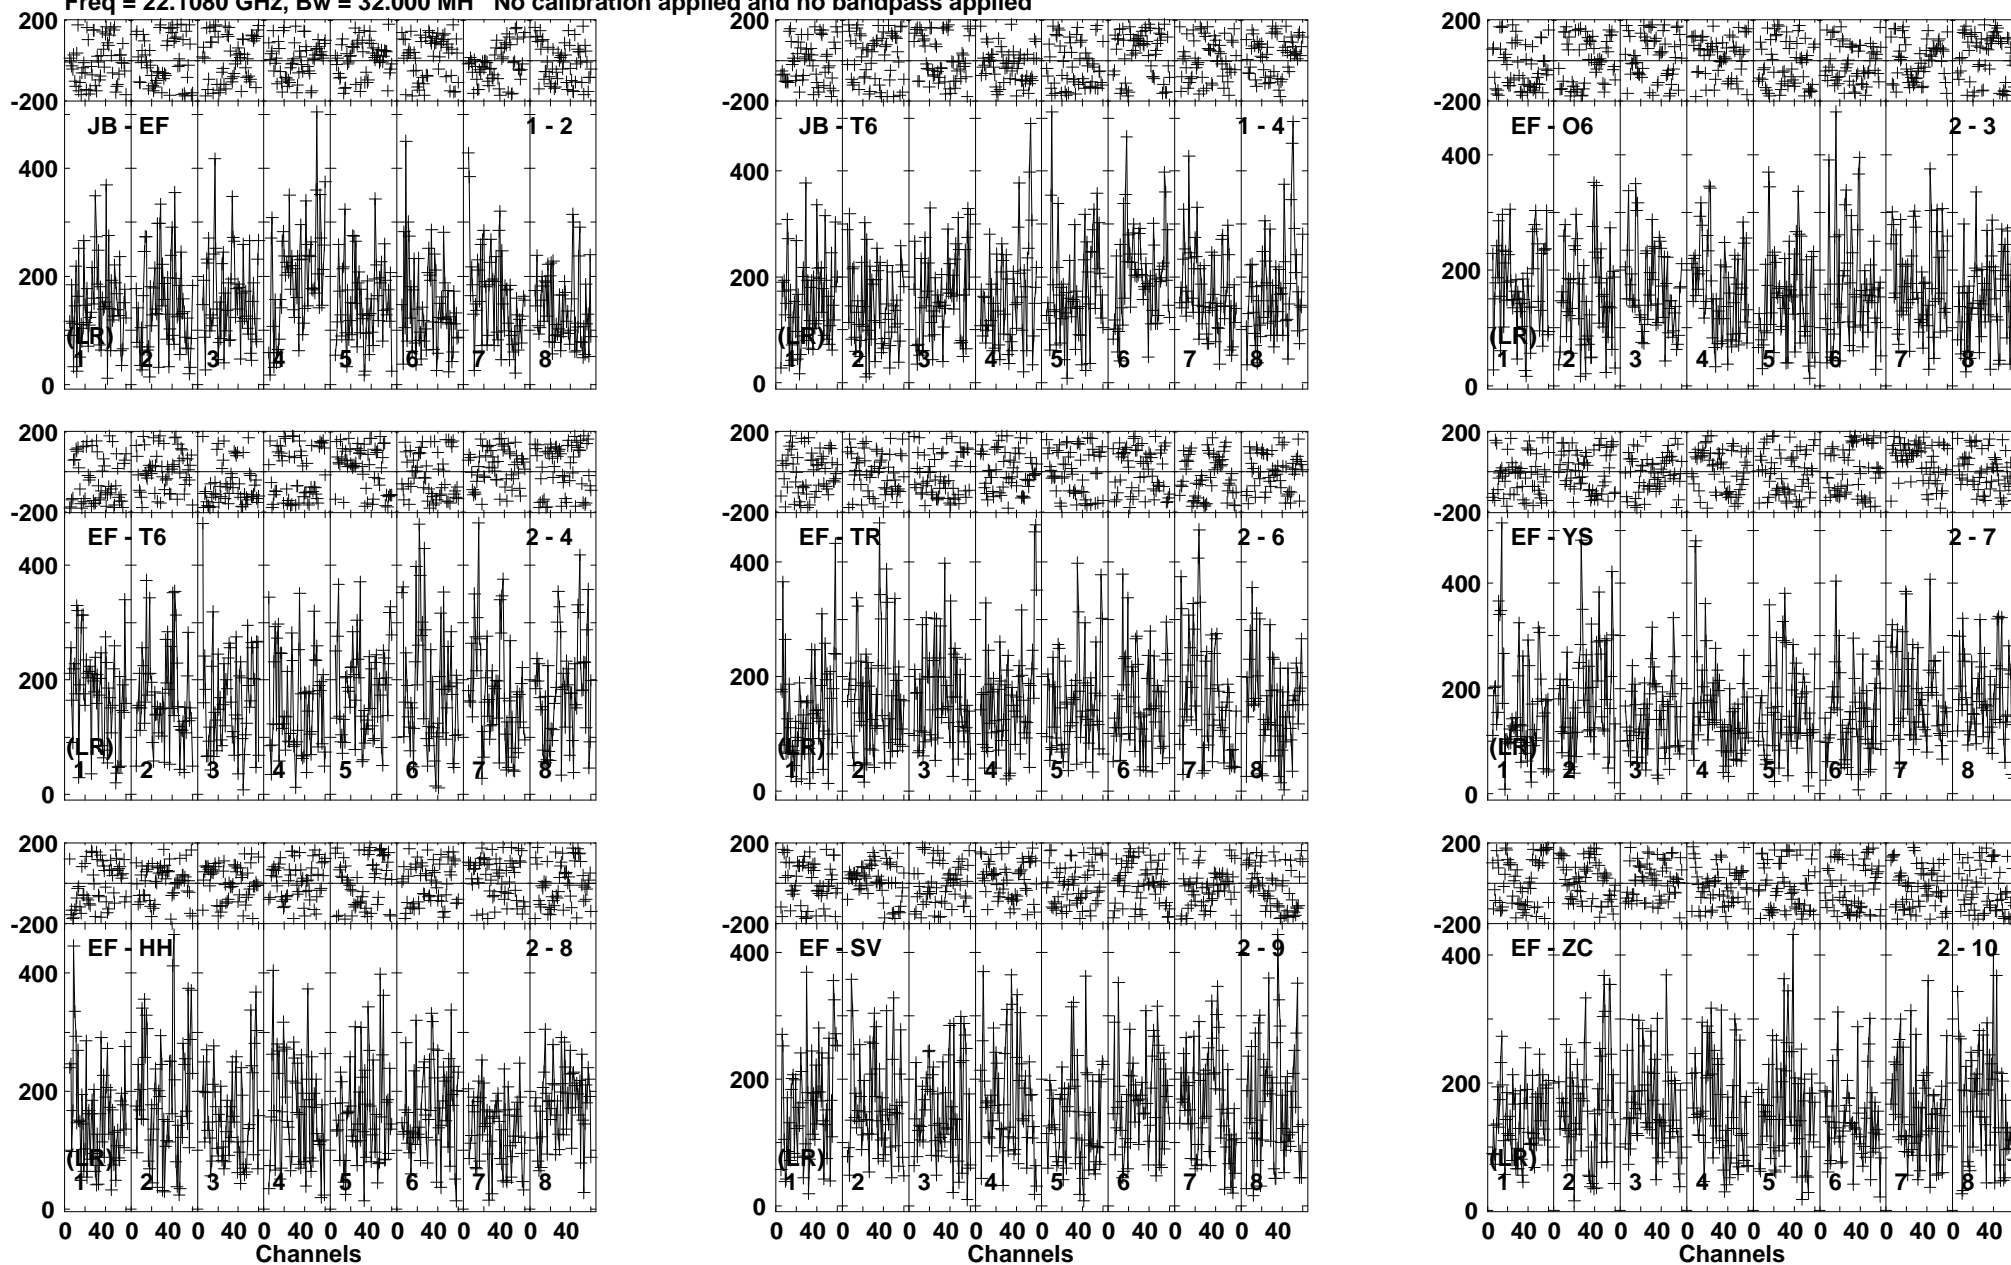 Freq = 22.1080 GHz, Bw = 32.000 MH No calibration applied and no bandpass applied
200 200 200
-200 -200 -200
JB - EF 1 - 2 JB - T6 1 - 4 EF - O6 2 - 3
400 400 400
200 200 200
(LR) (LR) (LR)
1 2 3 4 5 6 7 8 1 2 3 4 5 6 7 8 1 2 3 4 5 6 7 8
0 0 0
200 200 200
-200 -200 -200
EF - T6 2 - 4 EF - TR 2 - 6 EF - YS 2 - 7
400 400 400
200 200 200
(LR) (LR) (LR)
1 2 3 4 5 6 7 8 1 2 3 4 5 6 7 8 1 2 3 4 5 6 7 8
0 0 0
200 200 200
-200 -200 -200
EF - HH 2 - 8 EF - SV 2 - 9 EF - ZC 2 - 10
400 400 400
200 200 200
(LR) (LR) (LR)
1 2 3 4 5 6 7 8 1 2 3 4 5 6 7 8 1 2 3 4 5 6 7 8
0 0 0
0 40 0 40 0 40 0 40 0 40 0 40 0 40 0 40 0 40 0 40 0 40 0 40 0 40 0 40 0 40 0 40 0 40 0 40 0 40 0 40 0 40 0 40 0 40 0 40
Channels Channels Channels